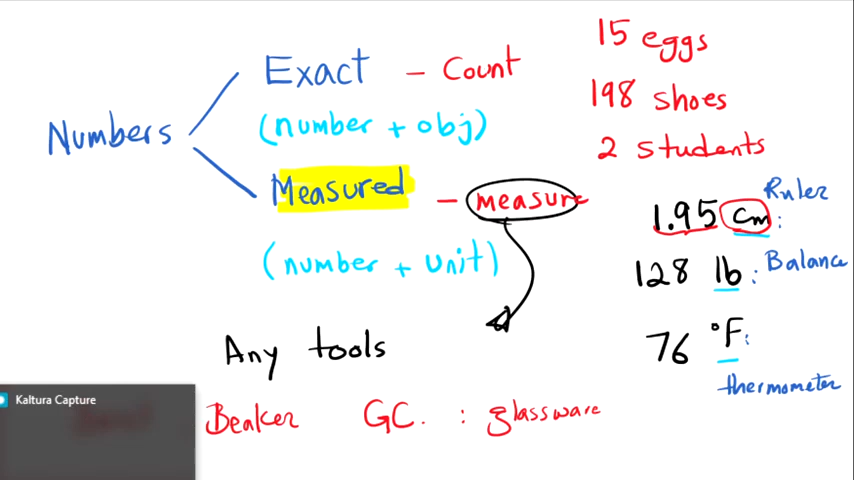 15 eggs
Exact – Count
198 shoes
Numbers
(number + obj)
2 students
Measured – measure
Ruler
1.95 cm:
(number + unit)
128 lb: Balance
Any tools
76 °F:
thermometer
Kaltura Capture
Beaker GC. : glassware